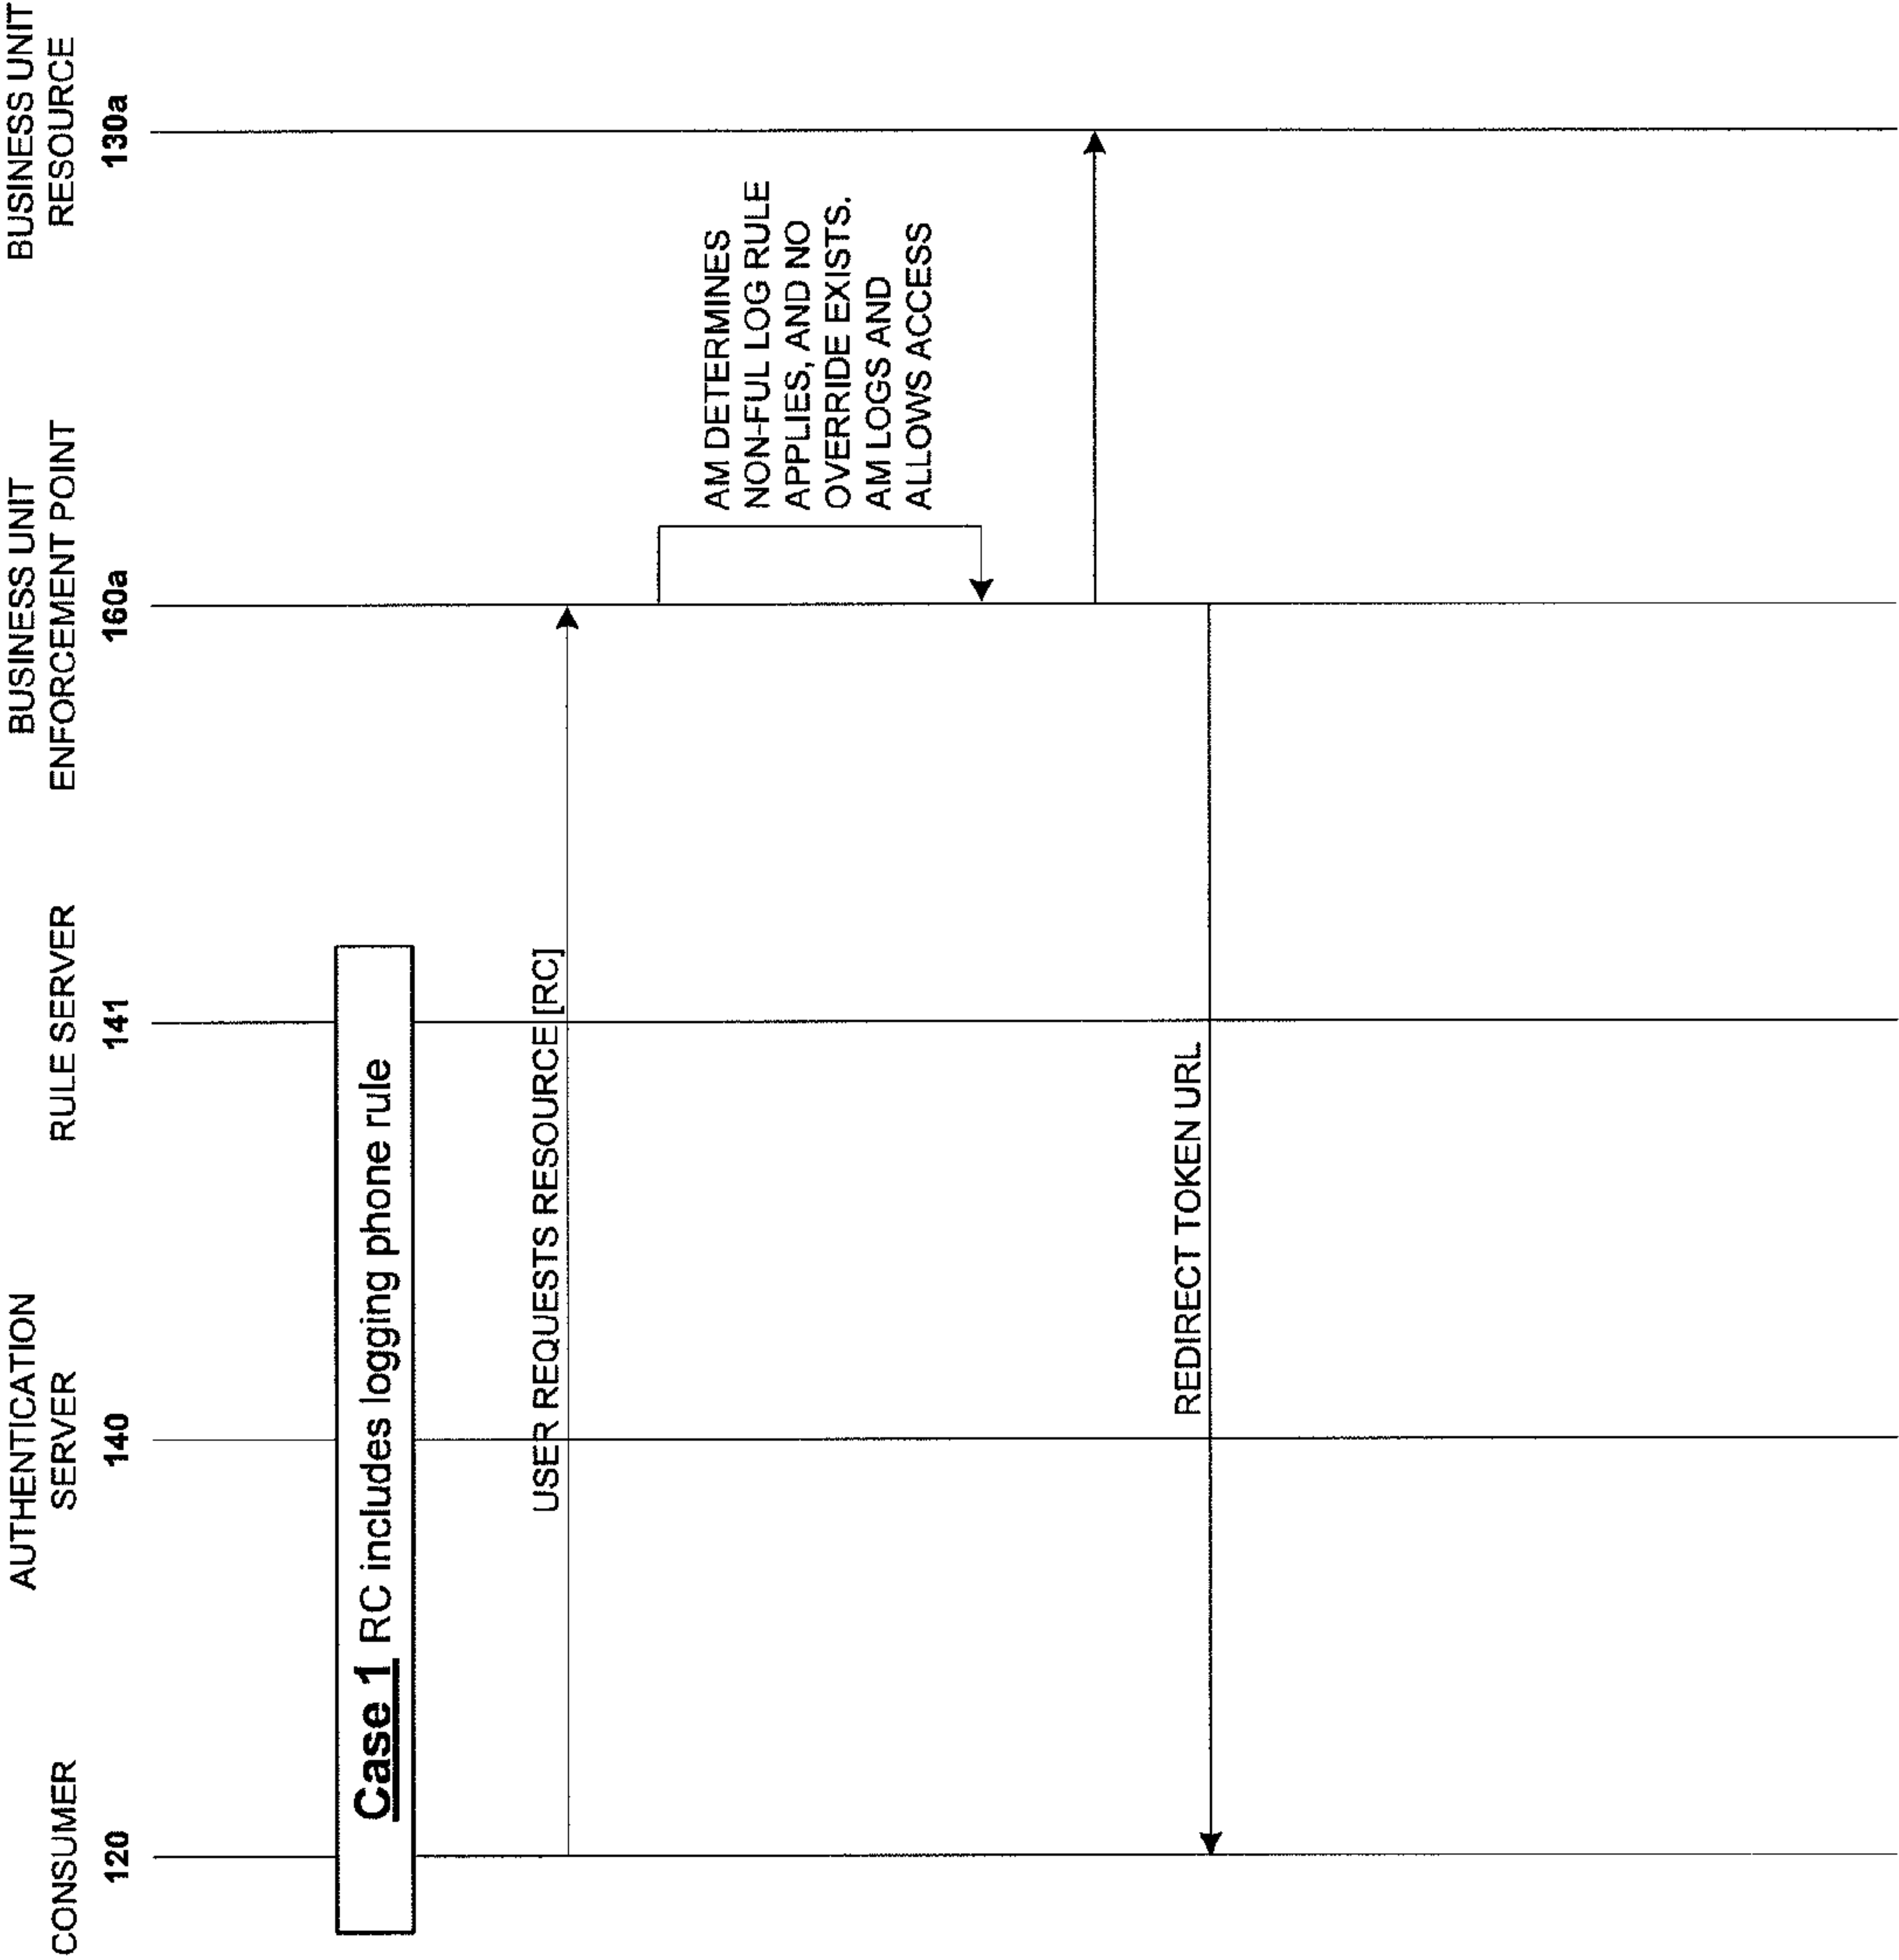 CONSUMER
120
AUTHENTICATION
SERVER
140
RULE SERVER
141
BUSINESS UNIT
ENFORCEMENT POINT
160a
BUSINESS UNIT
RESOURCE
130a
Case 1 RC includes logging phone rule
USER REQUESTS RESOURCE [RC]
AM DETERMINES
NON-FUL LOG RULE
APPLIES, AND NO
OVERRIDE EXISTS.
AM LOGS AND
ALLOWS ACCESS
REDIRECT TOKEN URL